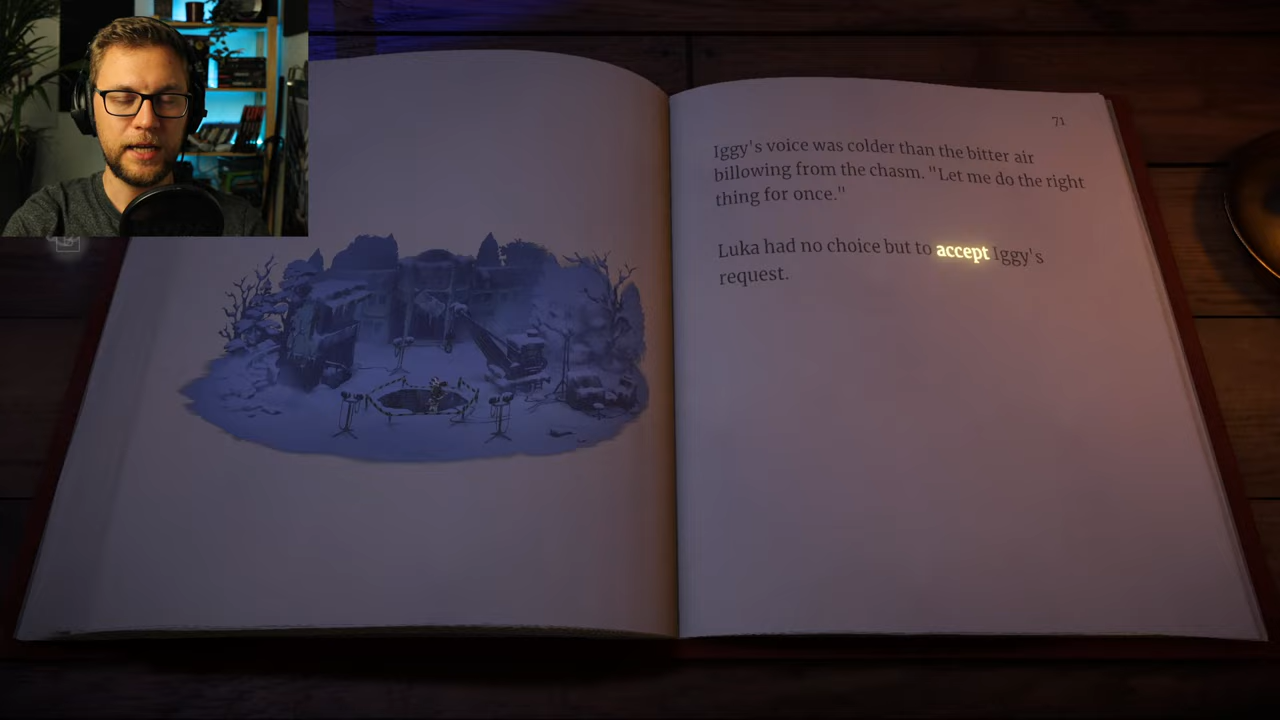 71
Iggy's voice was colder than the bitter air
billowing from the chasm. "Let me do the right
thing for once."
Luka had no choice but to accept Iggy's
request.